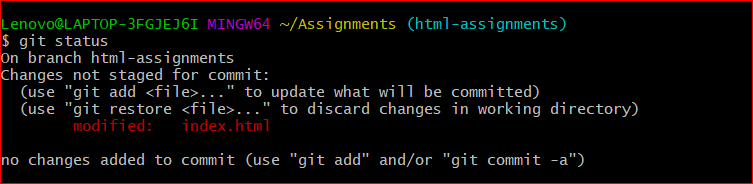 Lenovo@LAPTOP-3FGJEJ6I MINGW64 ~/Assignments (html-assignments)
$ git status
On branch html-assignments
Changes not staged for commit:
  (use "git add <file>..." to update what will be committed)
  (use "git restore <file>..." to discard changes in working directory)
        modified:   index.html
no changes added to commit (use "git add" and/or "git commit -a")